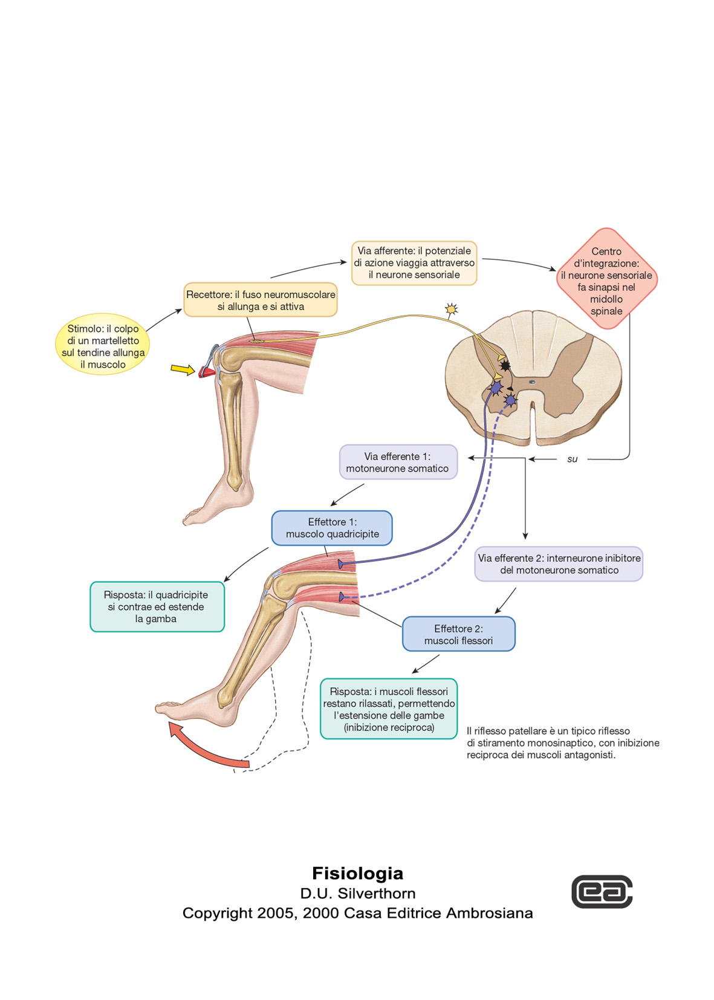 Centro
d'integrazione:
il neurone sensoriale
fa sinapsi nel
midollo
spinale
Via afferente: il potenziale
di azione viaggia attraverso
il neurone sensoriale
Recettore: il fuso neuromuscolare
si allunga e si attiva
Stimolo: il colpo
di un martelletto
sul tendine allunga
il muscolo
Via efferente 1:
motoneurone somatico
su
Effettore 1:
muscolo quadricipite
Via efferente 2: interneurone inibitore
del motoneurone somatico
Risposta: il quadricipite
si contrae ed estende
la gamba
Effettore 2:
muscoli flessori
Risposta: i muscoli flessori
restano rilassati, permettendo
l'estensione delle gambe
(inibizione reciproca)
Il riflesso patellare è un tipico riflesso
di stiramento monosinaptico, con inibizione
reciproca dei muscoli antagonisti.
Fisiologia
D.U. Silverthorn
Copyright 2005, 2000 Casa Editrice Ambrosiana
cea